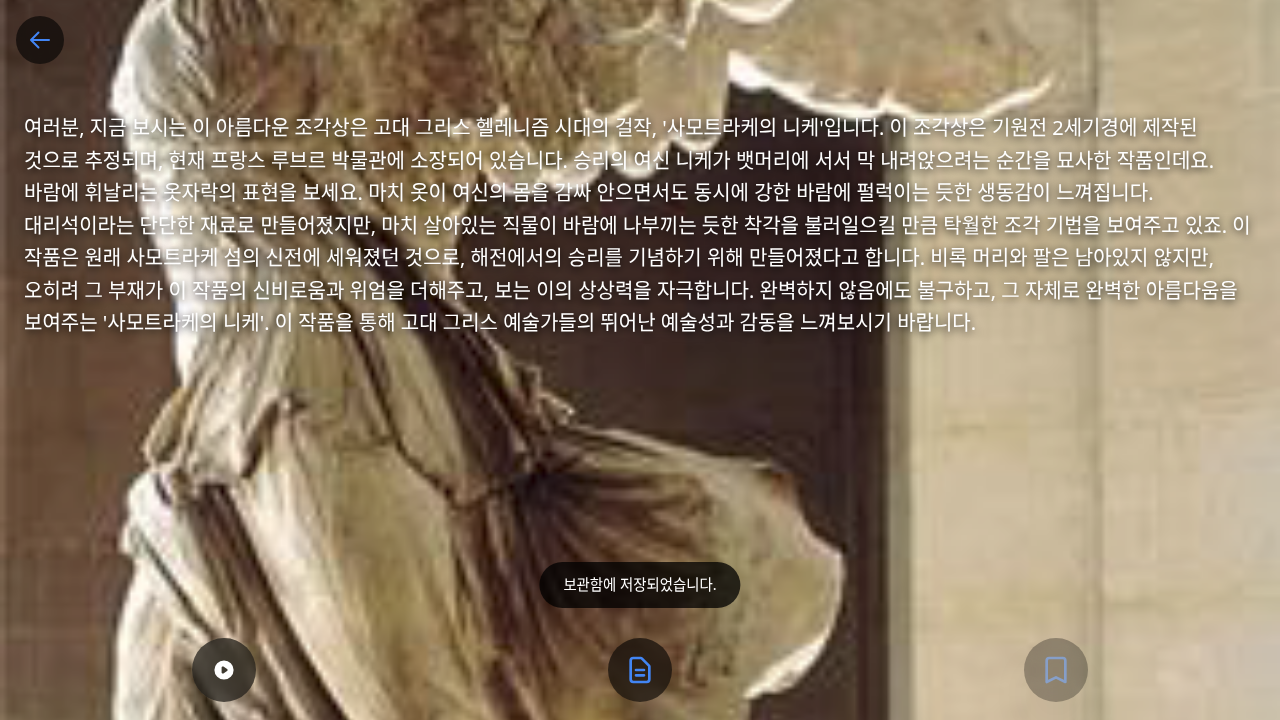 여러분, 지금 보시는 이 아름다운 조각상은 고대 그리스 헬레니즘 시대의 걸작, '사모트라케의 니케'입니다. 이 조각상은 기원전 2세기경에 제작된
것으로 추정되며, 현재 프랑스 루브르 박물관에 소장되어 있습니다. 승리의 여신 니케가 뱃머리에 서서 막 내려앉으려는 순간을 묘사한 작품인데요.
바람에 휘날리는 옷자락의 표현을 보세요. 마치 옷이 여신의 몸을 감싸 안으면서도 동시에 강한 바람에 펄럭이는 듯한 생동감이 느껴집니다.
대리석이라는 단단한 재료로 만들어졌지만, 마치 살아있는 직물이 바람에 나부끼는 듯한 착각을 불러일으킬 만큼 탁월한 조각 기법을 보여주고 있죠. 이
작품은 원래 사모트라케 섬의 신전에 세워졌던 것으로, 해전에서의 승리를 기념하기 위해 만들어졌다고 합니다. 비록 머리와 팔은 남아있지 않지만,
오히려 그 부재가 이 작품의 신비로움과 위엄을 더해주고, 보는 이의 상상력을 자극합니다. 완벽하지 않음에도 불구하고, 그 자체로 완벽한 아름다움을
보여주는 '사모트라케의 니케'. 이 작품을 통해 고대 그리스 예술가들의 뛰어난 예술성과 감동을 느껴보시기 바랍니다.
보관함에 저장되었습니다.